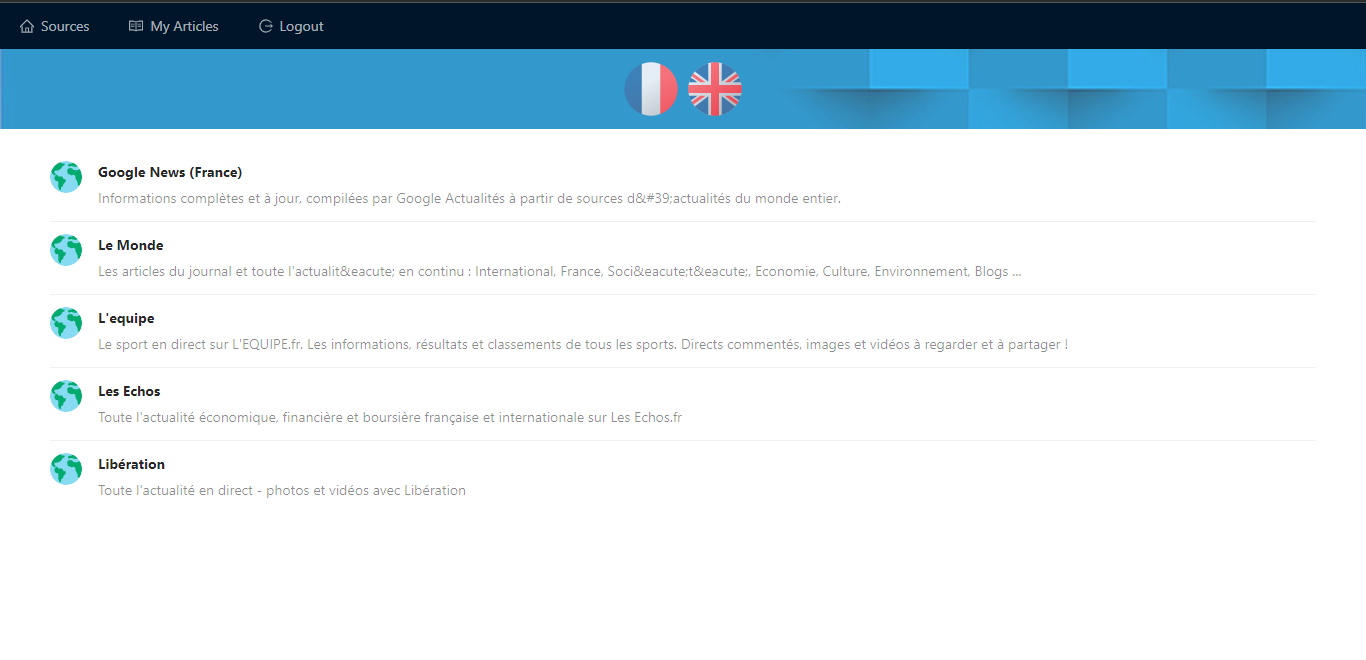 Sources My Articles Logout
Google News (France)
Informations complètes et à jour, compilées par Google Actualités à partir de sources d&#39;actualités du monde entier.
Le Monde
Les articles du journal et toute l'actualit&eacute; en continu : International, France, Soci&eacute;t&eacute;, Economie, Culture, Environnement, Blogs ...
L'equipe
Le sport en direct sur L'EQUIPE.fr. Les informations, résultats et classements de tous les sports. Directs commentés, images et vidéos à regarder et à partager !
Les Echos
Toute l'actualité économique, financière et boursière française et internationale sur Les Echos.fr
Libération
Toute l'actualité en direct - photos et vidéos avec Libération